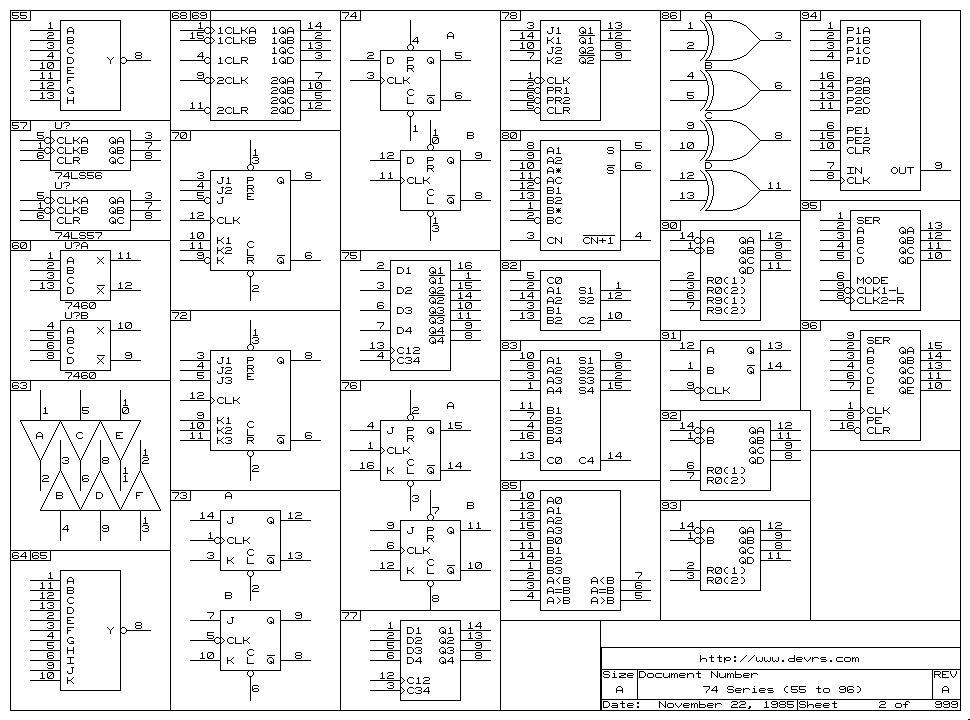 55
1 A
2 B
3 C
4 D
10 E
11 F
12 G
13 H
Y 8
57
U?
5 CLKA QA 3
1 CLKB QB 7
6 CLR QC 8
74LS56
U?
5 CLKA QA 3
1 CLKB QB 7
6 CLR QC 8
74LS57
60
U?A
1 A X 11
2 B
3 C
13 D X 12
7460
U?B
4 A X 10
5 B
6 C
8 D X 9
7460
63
1 5 10
A C E
2 3 4 8 11 12
B D F
4 9 13
64 65
1 A
11 B
12 C
13 D
2 E
3 F
4 G
5 H
6 I
9 J
10 K
Y 8
68 69
1 1CLKA 1QA 14
15 1CLKB 1QB 2
1QC 13
4 1CLR 1QD 3
9 2CLKA 2QA 7
2QB 10
2QC 5
11 2CLR 2QD 12
70
13
3 J1 PRE Q 8
4 J2
5 J
12 CLK
10 K1
11 K2
9 K CLR Q 6
2
72
13
3 J1 PRE Q 8
4 J2
5 J3
12 CLK
9 K1
10 K2
11 K3 CLR Q 6
2
73
A
14 J Q 12
1 CLK
3 K CL Q 13
2
B
7 J Q 9
5 CLK
10 K CL Q 8
6
74
4 A
2 D PR Q 5
3 CLK
CL Q 6
1
10 B
12 D PR Q 9
11 CLK
CL Q 8
13
75
2 D1 Q1 16
Q1 1
3 D2 Q2 15
Q2 14
6 D3 Q3 10
Q3 11
7 D4 Q4 9
Q4 8
13 C12
4 C34
76
2 A
4 J PR Q 15
1 CLK
16 K CL Q 14
3
7 B
9 J PR Q 11
6 CLK
12 K CL Q 10
8
77
1 D1 Q1 14
2 D2 Q2 13
5 D3 Q3 9
6 D4 Q4 8
12 C12
3 C34
78
3 J1 Q1 13
14 K1 Q1 12
10 J2 Q2 8
7 K2 Q2 9
1 CLK
2 PR1
6 PR2
5 CLR
80
8 A1 S 5
9 A2
10 A* S 6
11 AC
12 B1
13 B2
1 B*
2 BC
3 CN CN+1 4
82
5 C0
2 A1 S1 1
14 A2 S2 12
3 B1
13 B2 C2 10
83
10 A1 S1 9
8 A2 S2 6
3 A3 S3 2
1 A4 S4 15
11 B1
7 B2
4 B3
16 B4
13 C0 C4 14
85
10 A0
12 A1
13 A2
15 A3
9 B0
11 B1
14 B2
1 B3
2 A<B A<B 7
3 A=B A=B 6
4 A>B A>B 5
86
A
1 2 3
B
4 5 6
C
9 10 8
D
12 13 11
90
14 A QA 12
1 B QB 9
QC 8
QD 11
2 R0(1)
3 R0(2)
6 R9(1)
7 R9(2)
91
12 A Q 13
11 B Q 14
9 CLK
92
14 A QA 12
1 B QB 11
QC 9
QD 8
6 R0(1)
7 R0(2)
93
14 A QA 12
1 B QB 9
QC 8
QD 11
2 R0(1)
3 R0(2)
94
1 P1A
2 P1B
3 P1C
4 P1D
16 P2A
14 P2B
13 P2C
11 P2D
6 PE1
15 PE2
10 CLR
7 IN OUT 9
8 CLK
95
1 SER
2 A QA 13
3 B QB 12
4 C QC 11
5 D QD 10
6 MODE
9 CLK1-L
8 CLK2-R
96
9 SER
2 A QA 15
3 B QB 14
4 C QC 13
6 D QD 11
7 E QE 10
1 CLK
8 PE
16 CLR
http://www.devrs.com
Size Document Number REV
A 74 Series (55 to 96) A
Date: November 22, 1985 Sheet 2 of 999